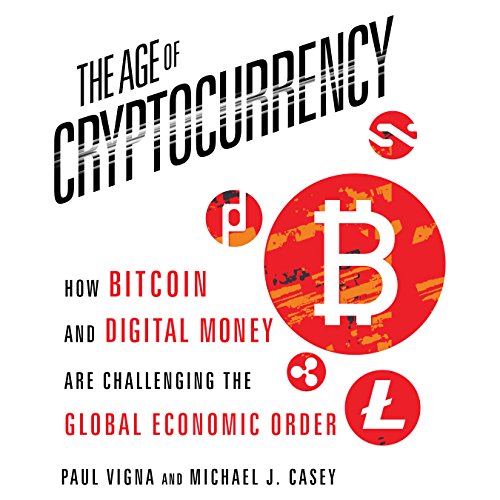 THE AGE OF
CRYPTOCURRENCY
HOW BITCOIN
AND DIGITAL MONEY
ARE CHALLENGING THE
GLOBAL ECONOMIC ORDER
PAUL VIGNA AND MICHAEL J. CASEY